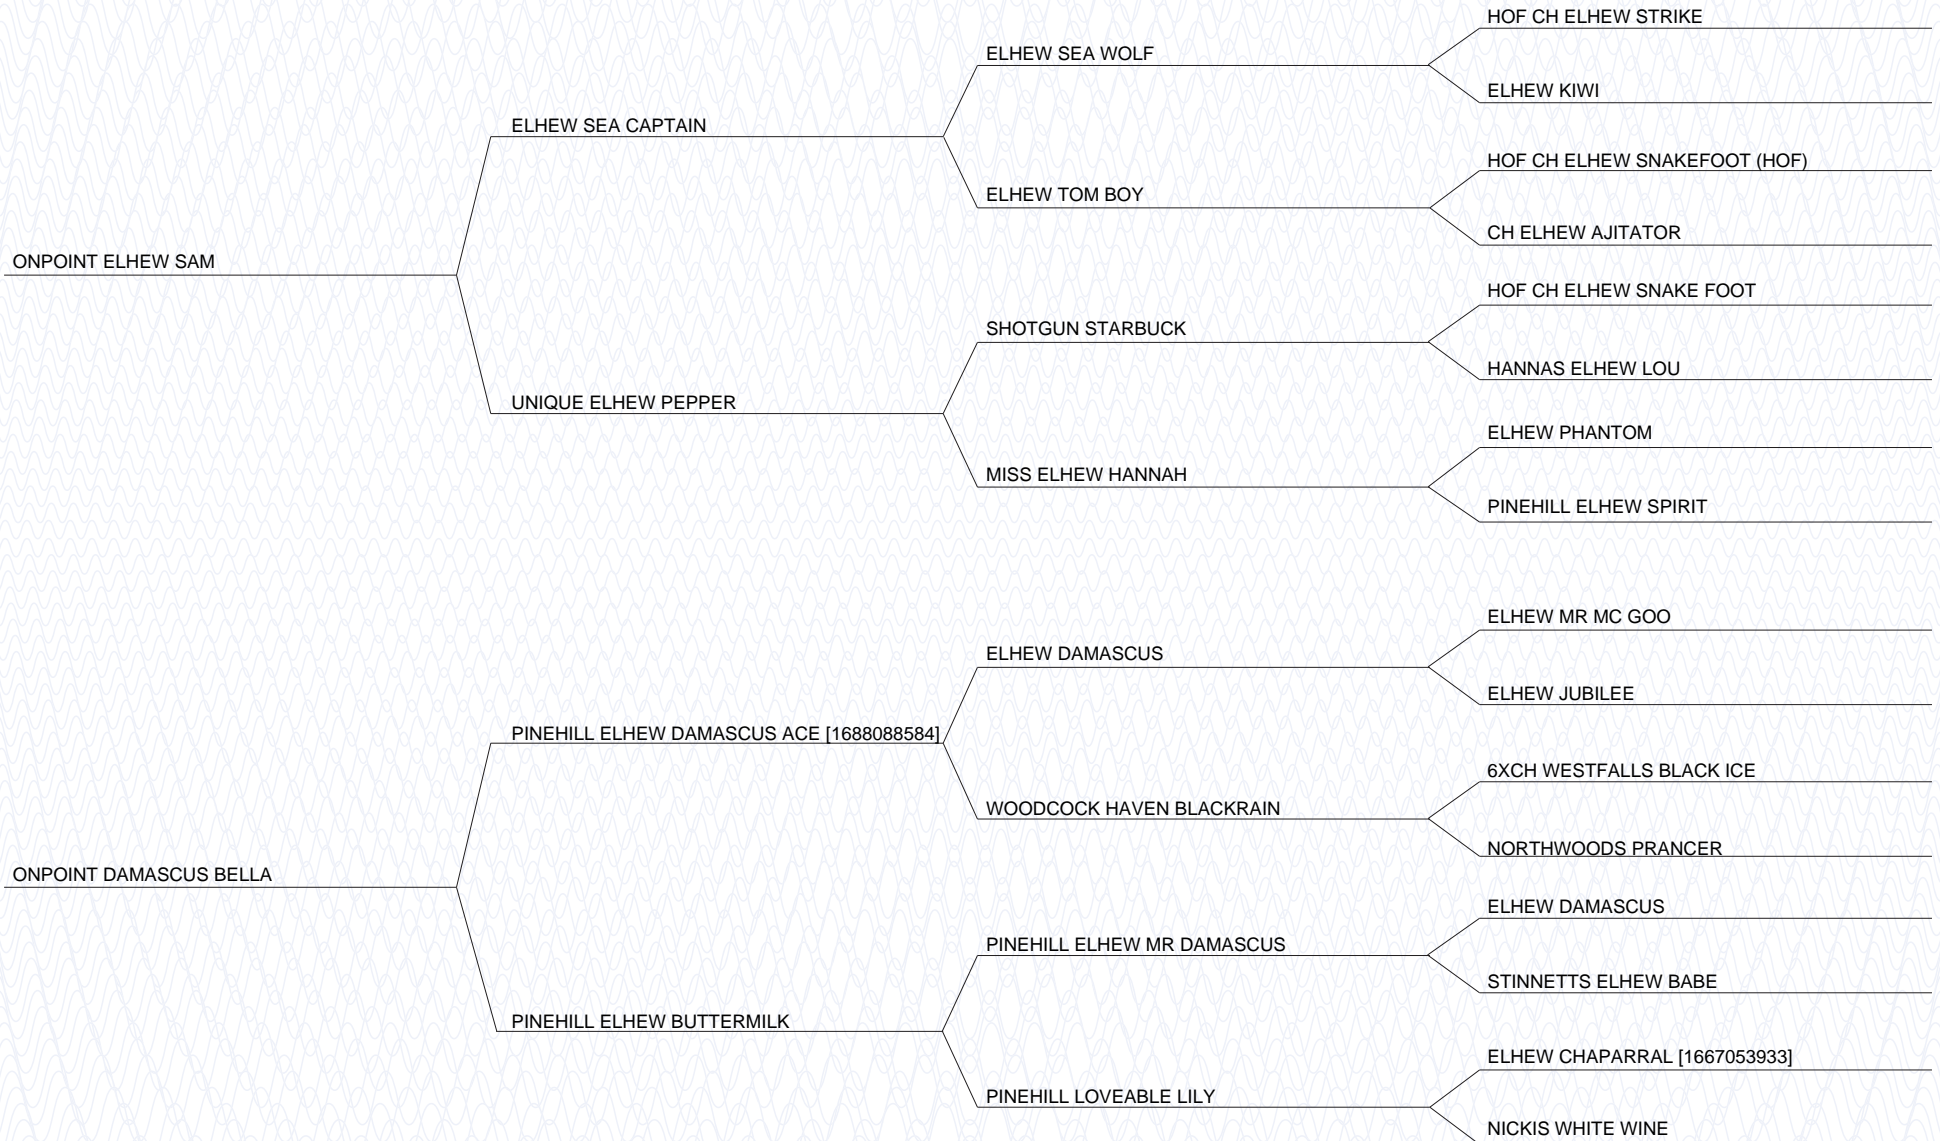 HOF CH ELHEW STRIKE
ELHEW SEA WOLF
ELHEW KIWI
ELHEW SEA CAPTAIN
HOF CH ELHEW SNAKEFOOT (HOF)
ELHEW TOM BOY
CH ELHEW AJITATOR
ONPOINT ELHEW SAM
HOF CH ELHEW SNAKE FOOT
SHOTGUN STARBUCK
HANNAS ELHEW LOU
UNIQUE ELHEW PEPPER
ELHEW PHANTOM
MISS ELHEW HANNAH
PINEHILL ELHEW SPIRIT
ELHEW MR MC GOO
ELHEW DAMASCUS
ELHEW JUBILEE
PINEHILL ELHEW DAMASCUS ACE [1688088584]
6XCH WESTFALLS BLACK ICE
WOODCOCK HAVEN BLACKRAIN
NORTHWOODS PRANCER
ONPOINT DAMASCUS BELLA
ELHEW DAMASCUS
PINEHILL ELHEW MR DAMASCUS
STINNETTS ELHEW BABE
PINEHILL ELHEW BUTTERMILK
ELHEW CHAPARRAL [1667053933]
PINEHILL LOVEABLE LILY
NICKIS WHITE WINE